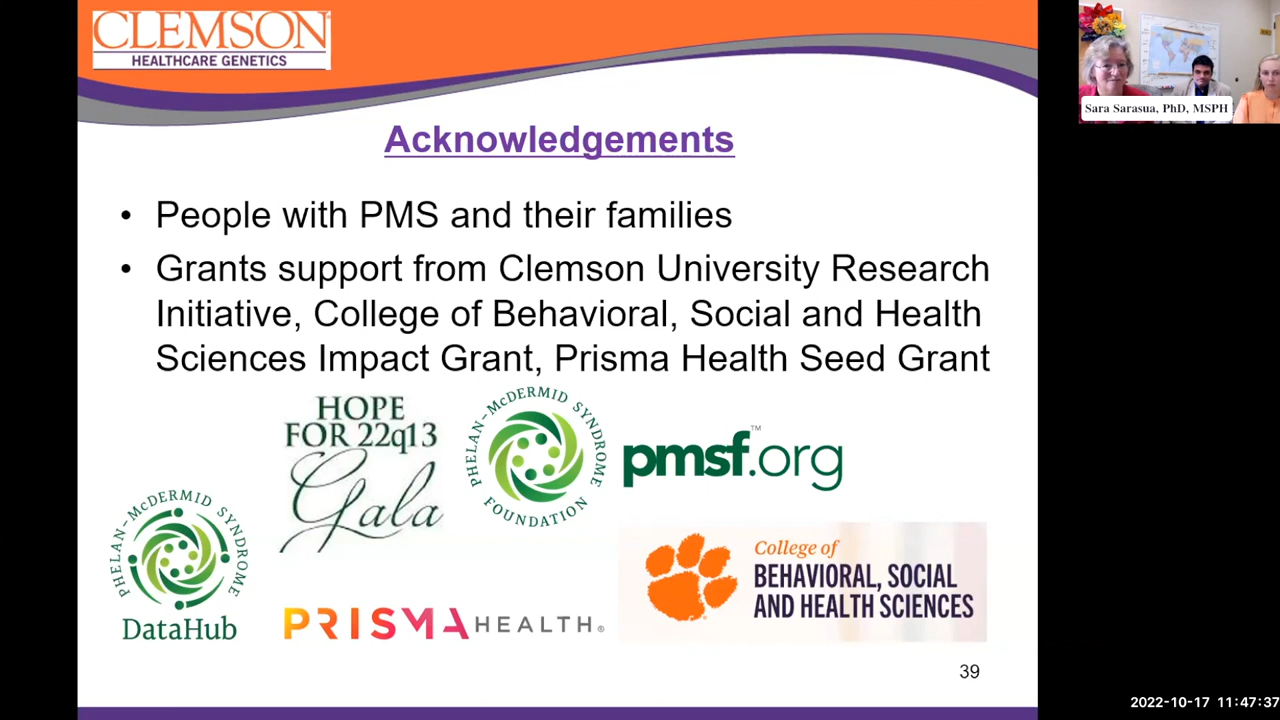 CLEMSON
HEALTHCARE GENETICS
Sara Sarasua, PhD, MSPH
Acknowledgements
• People with PMS and their families
• Grants support from Clemson University Research
Initiative, College of Behavioral, Social and Health
Sciences Impact Grant, Prisma Health Seed Grant
HOPE
FOR 22q13
Gala
PHELAN-McDERMID SYNDROME
FOUNDATION
pmsf.org™
PHELAN-McDERMID SYNDROME
DataHub
PRISMA HEALTH®
College of
BEHAVIORAL, SOCIAL
AND HEALTH SCIENCES
39
2022-10-17 11:47:37